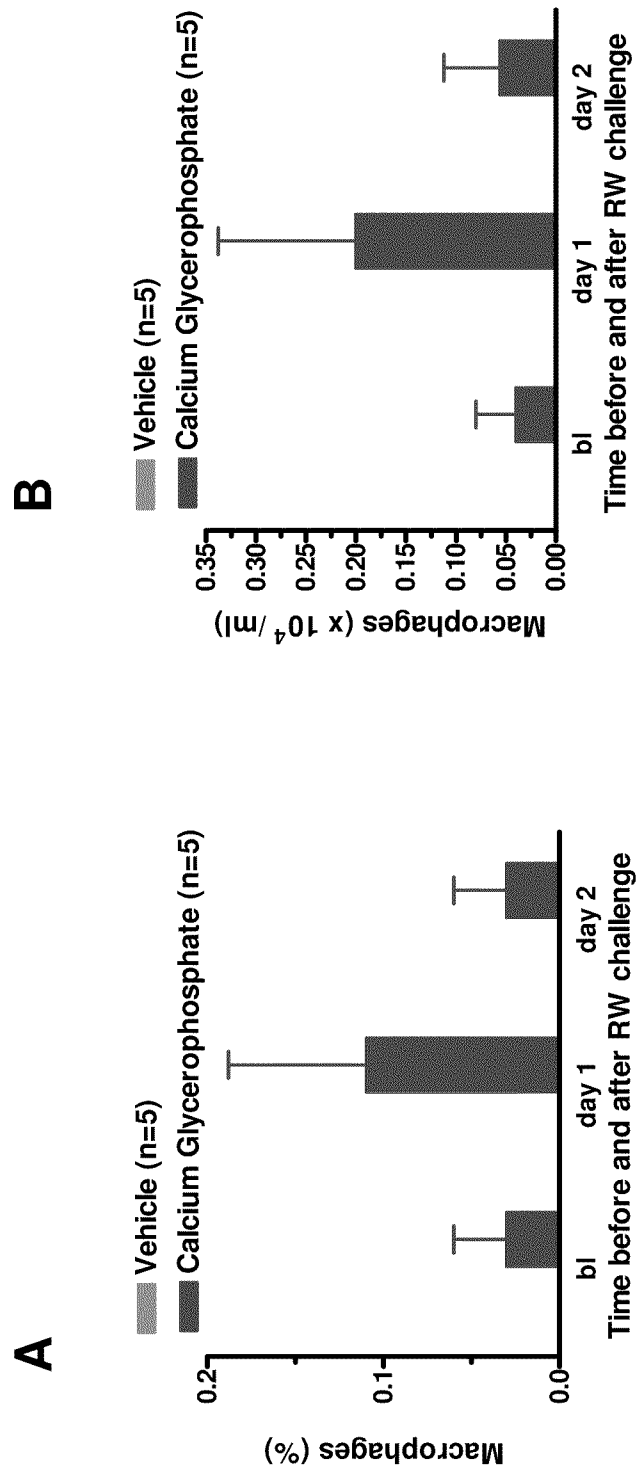 A
Vehicle (n=5)
Calcium Glycerophosphate (n=5)
Macrophages (%)
0.2
0.1
0.0
bl day 1 day 2
Time before and after RW challenge
B
Vehicle (n=5)
Calcium Glycerophosphate (n=5)
Macrophages (x 10⁴/ml)
0.35
0.30
0.25
0.20
0.15
0.10
0.05
0.00
bl day 1 day 2
Time before and after RW challenge